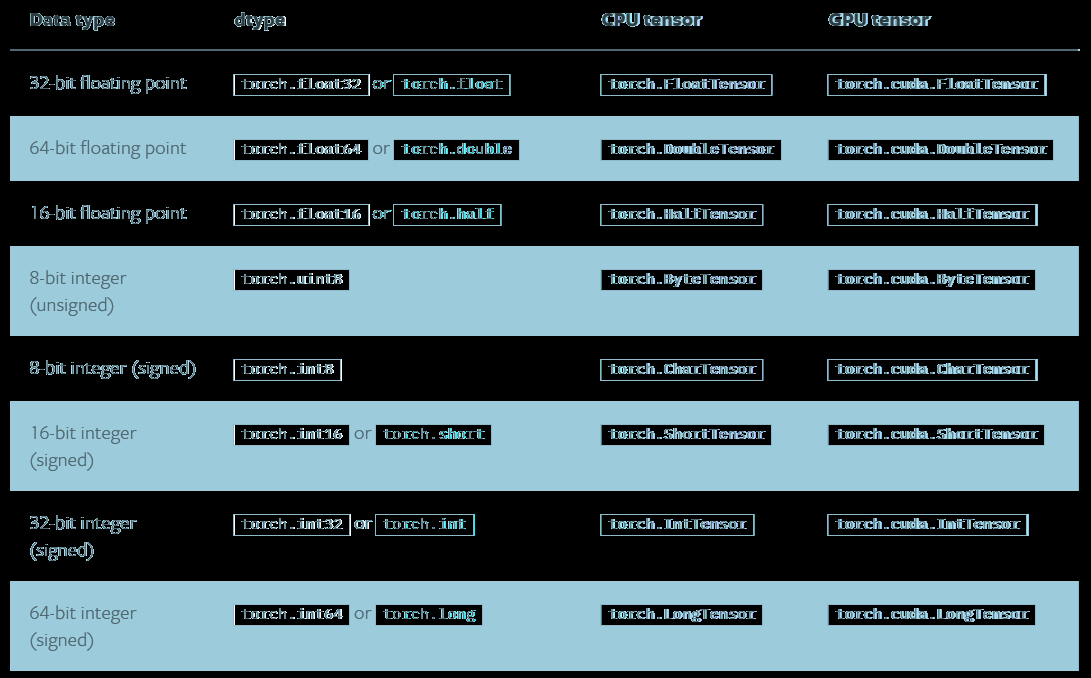 Data type dtype CPU tensor GPU tensor
32-bit floating point torch.float32 or torch.float torch.FloatTensor torch.cuda.FloatTensor
64-bit floating point torch.float64 or torch.double torch.DoubleTensor torch.cuda.DoubleTensor
16-bit floating point torch.float16 or torch.half torch.HalfTensor torch.cuda.HalfTensor
8-bit integer torch.uint8 torch.ByteTensor torch.cuda.ByteTensor
(unsigned)
8-bit integer (signed) torch.int8 torch.CharTensor torch.cuda.CharTensor
16-bit integer torch.int16 or torch.short torch.ShortTensor torch.cuda.ShortTensor
(signed)
32-bit integer torch.int32 or torch.int torch.IntTensor torch.cuda.IntTensor
(signed)
64-bit integer torch.int64 or torch.long torch.LongTensor torch.cuda.LongTensor
(signed)